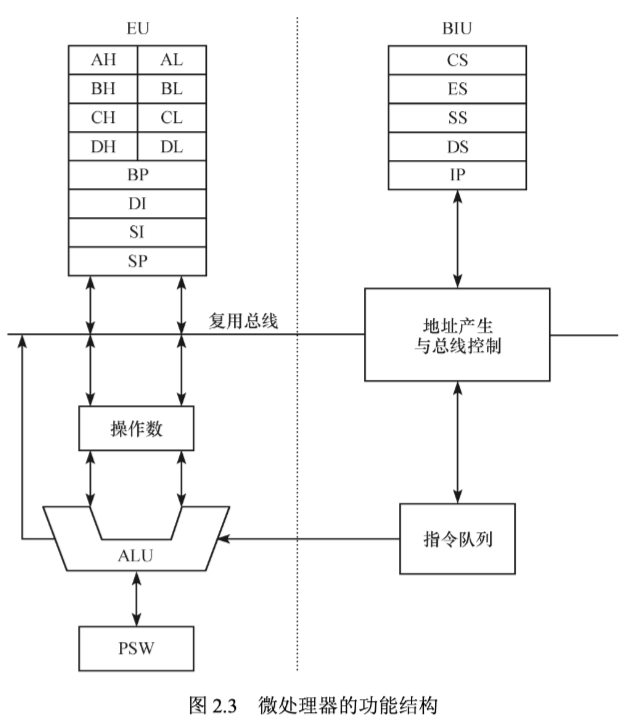 EU
BIU
AH AL
BH BL
CH CL
DH DL
BP
DI
SI
SP
CS
ES
SS
DS
IP
复用总线
地址产生
与总线控制
操作数
ALU
指令队列
PSW
图 2.3 微处理器的功能结构